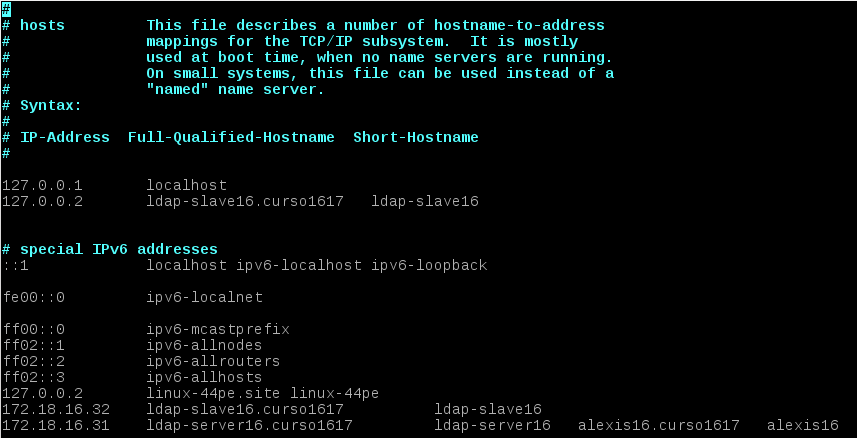 #
# hosts         This file describes a number of hostname-to-address
#               mappings for the TCP/IP subsystem.  It is mostly
#               used at boot time, when no name servers are running.
#               On small systems, this file can be used instead of a
#               "named" name server.
# Syntax:
#
# IP-Address  Full-Qualified-Hostname  Short-Hostname
#
127.0.0.1       localhost
127.0.0.2       ldap-slave16.curso1617   ldap-slave16
# special IPv6 addresses
::1             localhost ipv6-localhost ipv6-loopback
fe00::0         ipv6-localnet
ff00::0         ipv6-mcastprefix
ff02::1         ipv6-allnodes
ff02::2         ipv6-allrouters
ff02::3         ipv6-allhosts
127.0.0.2       linux-44pe.site linux-44pe
172.18.16.32    ldap-slave16.curso1617          ldap-slave16
172.18.16.31    ldap-server16.curso1617         ldap-server16   alexis16.curso1617   alexis16